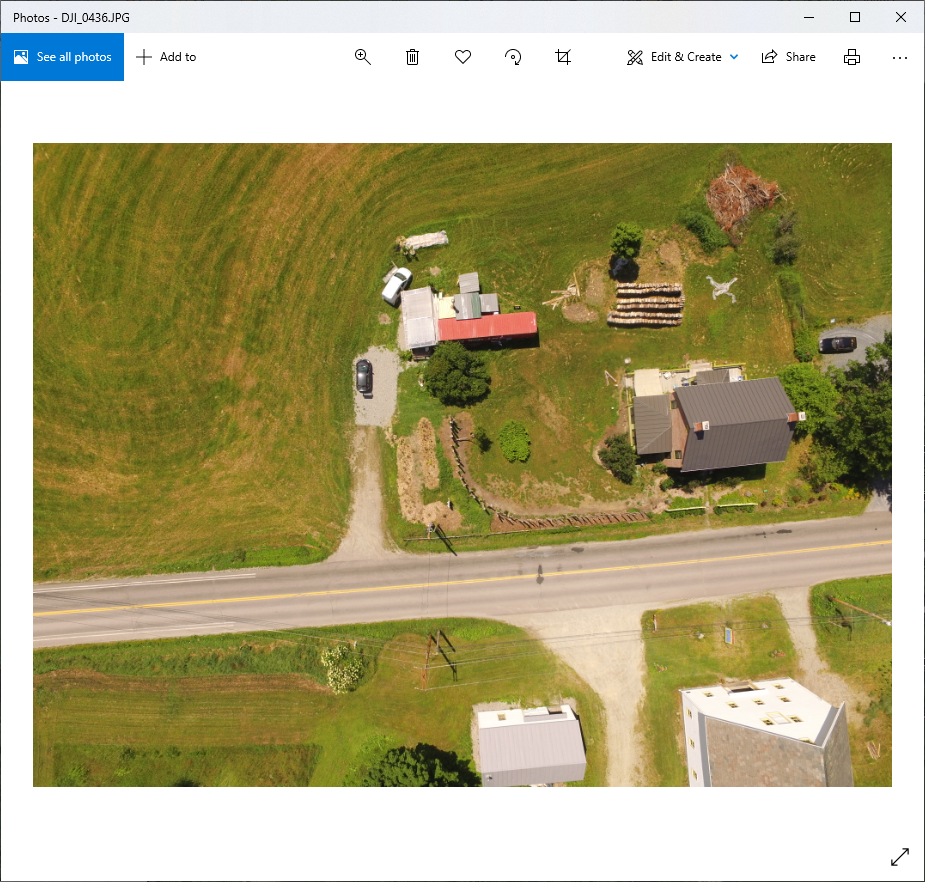 Photos - DJI_0436.JPG
See all photos
Add to
Edit & Create
Share